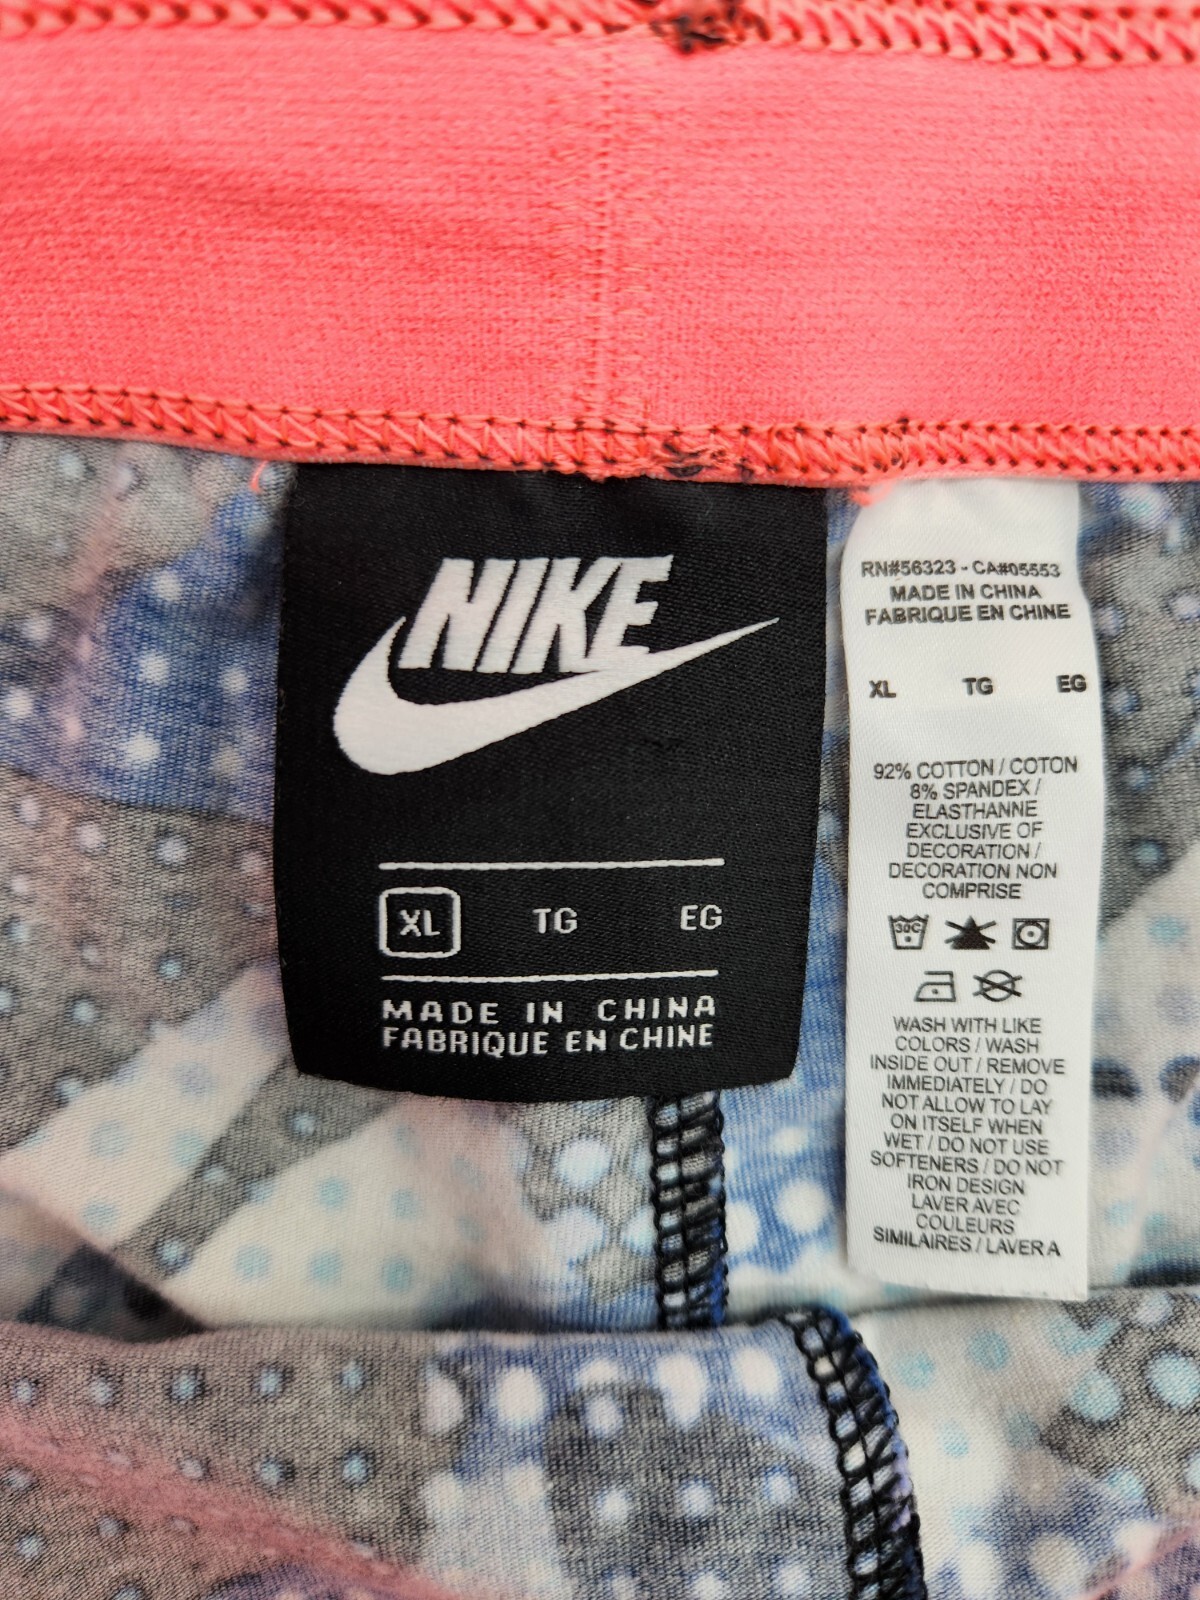 NIKE
XL TG EG
MADE IN CHINA
FABRIQUE EN CHINE
RN#56323 - CA#05553
MADE IN CHINA
FABRIQUE EN CHINE
XL TG EG
92% COTTON / COTON
8% SPANDEX /
ELASTHANNE
EXCLUSIVE OF
DECORATION /
DECORATION NON
COMPRISE
30C
WASH WITH LIKE
COLORS / WASH
INSIDE OUT / REMOVE
IMMEDIATELY / DO
NOT ALLOW TO LAY
ON ITSELF WHEN
WET / DO NOT USE
SOFTENERS / DO NOT
IRON DESIGN
LAVER AVEC
COULEURS
SIMILAIRES / LAVER A